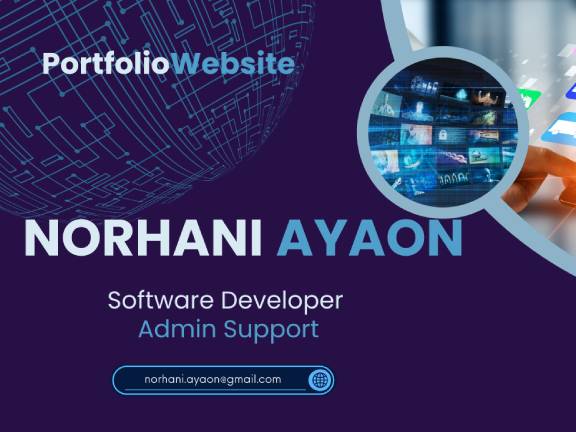 PortfolioWebsite
NORHANI AYAON
Software Developer
Admin Support
norhani.ayaon@gmail.com